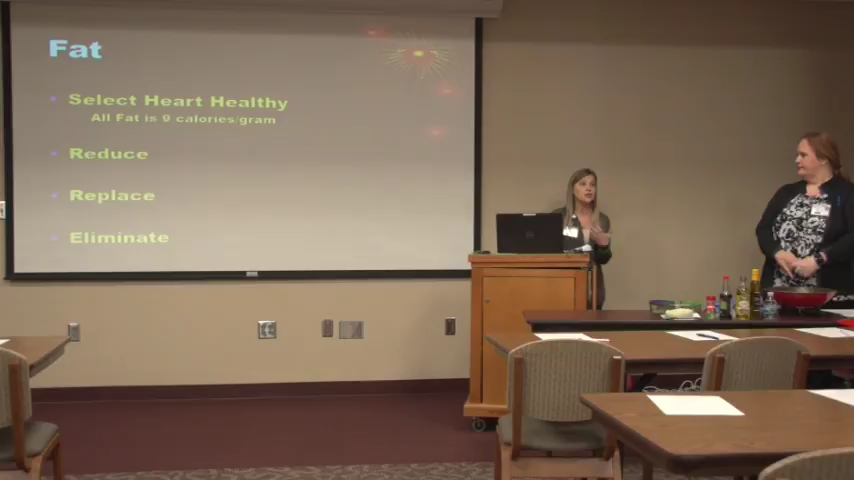 Fat
Select Heart Healthy
All Fat is 9 calories/gram
Reduce
Replace
Eliminate